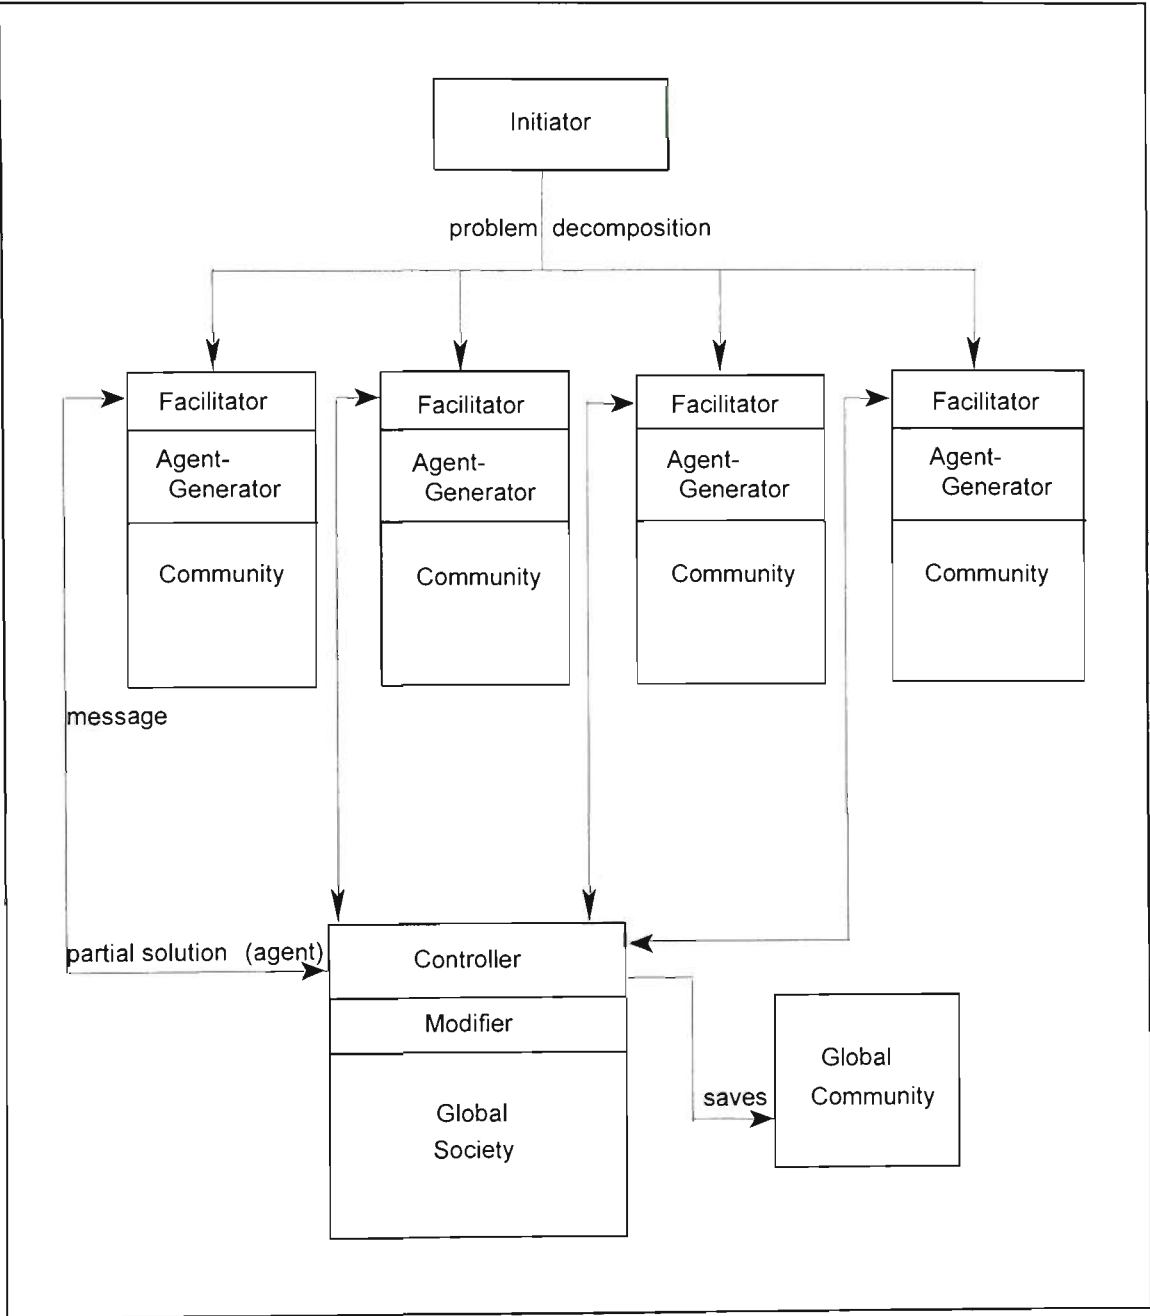 Initiator
problem decomposition
Facilitator
Facilitator
Facilitator
Facilitator
Agent-
Generator
Agent-
Generator
Agent-
Generator
Agent-
Generator
Community
Community
Community
Community
message
partial solution (agent)
Controller
Modifier
Global
Society
saves
Global
Community